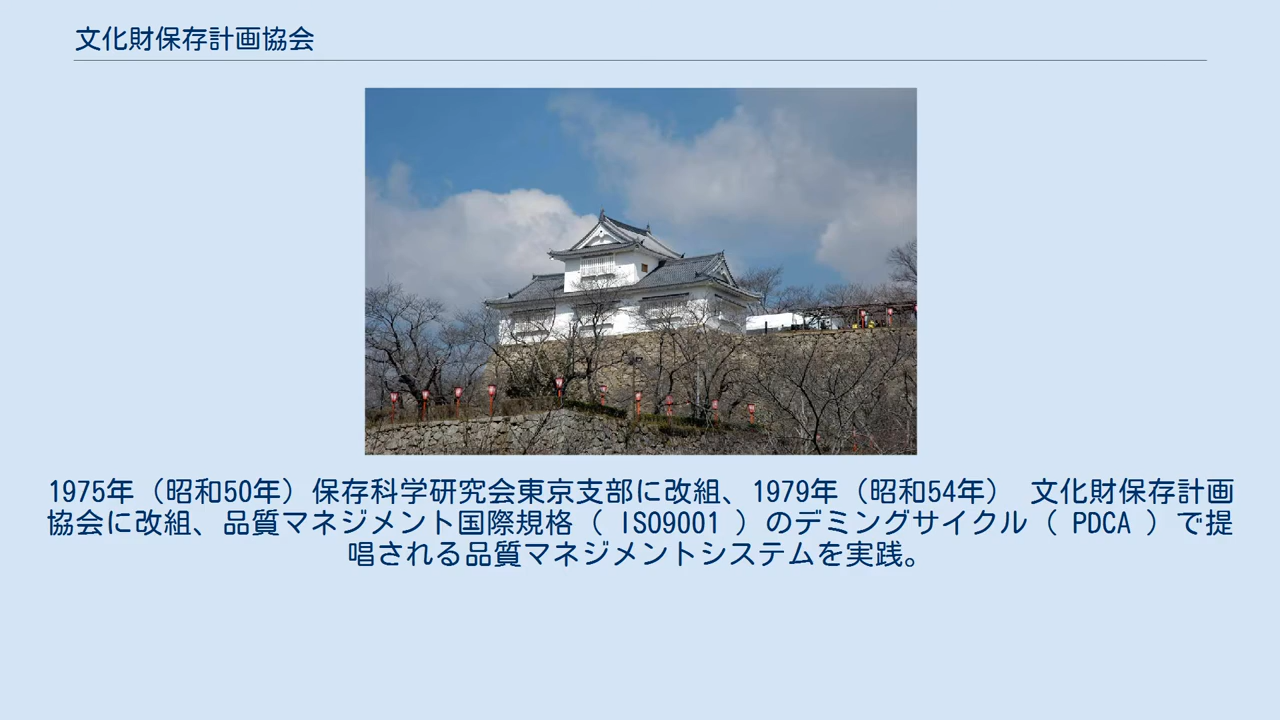 文化財保存計画協会
1975年（昭和50年）保存科学研究会東京支部に改組、1979年（昭和54年） 文化財保存計画
協会に改組、品質マネジメント国際規格（ ISO9001 ）のデミングサイクル（ PDCA ）で提
唱される品質マネジメントシステムを実践。